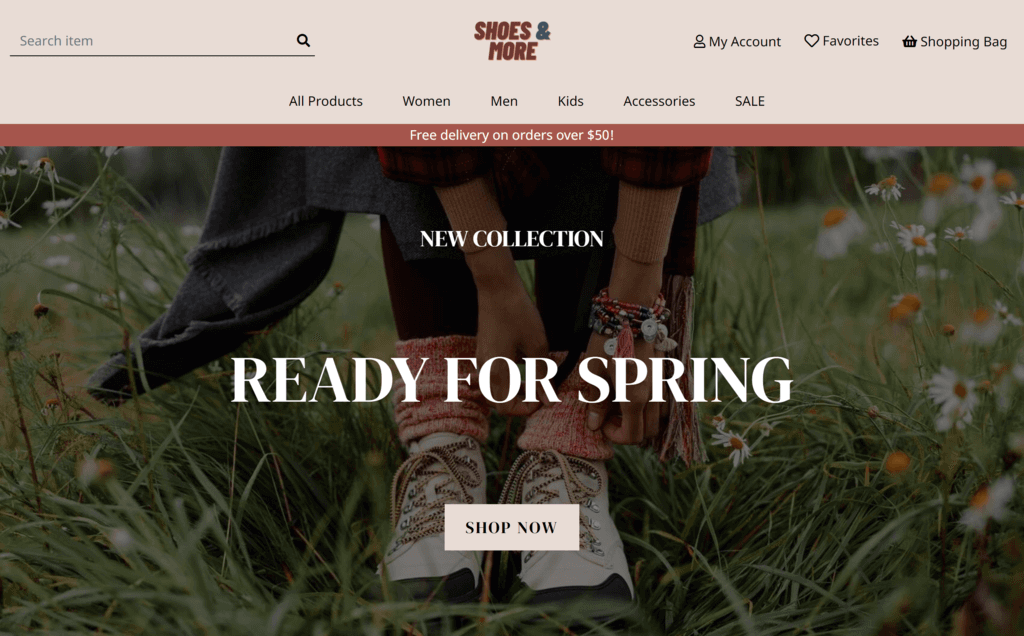 Search item
SHOES &
MORE
My Account
Favorites
Shopping Bag
All Products
Women
Men
Kids
Accessories
SALE
Free delivery on orders over $50!
NEW COLLECTION
READY FOR SPRING
SHOP NOW